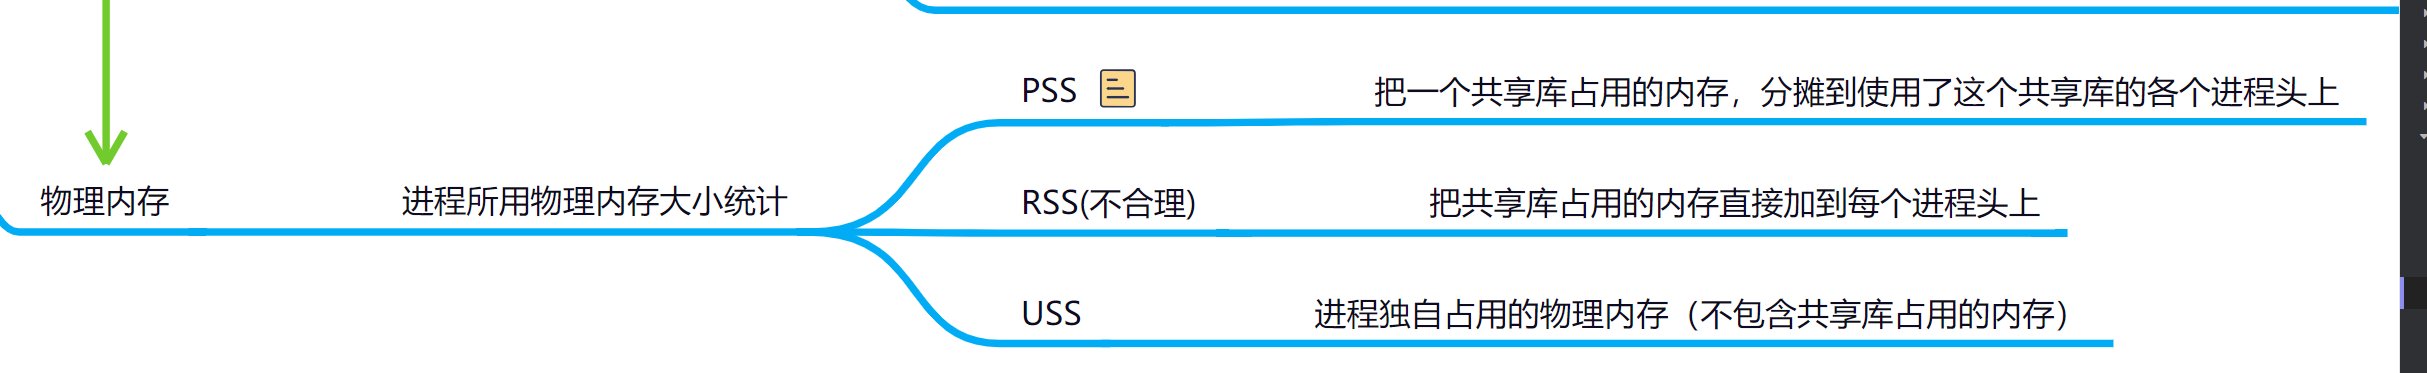 PSS
把一个共享库占用的内存，分摊到使用了这个共享库的各个进程头上
物理内存
进程所用物理内存大小统计
RSS(不合理)
把共享库占用的内存直接加到每个进程头上
USS
进程独自占用的物理内存（不包含共享库占用的内存）